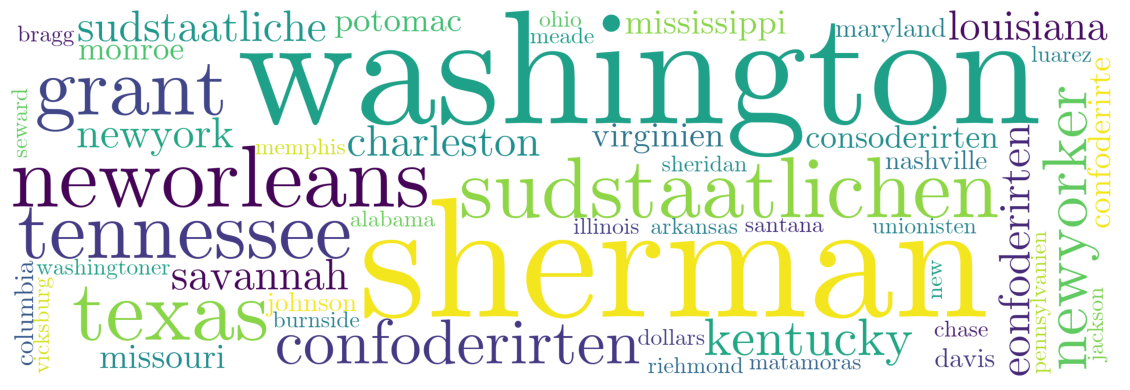 bragg sudstaatliche potomac ohio mississippi maryland louisiana
monroe meade luarez
grant washington
seward newyork memphis charleston virginien consoderirten confoderirte
sheridan nashville
neworleans sudstaatlichen confoderirten newyorker
tennessee alabama sherman illinois arkansas santana unionisten
columbia washingtoner savannah new pennsylvanien
vicksburg texas johnson burnside dollars kentucky chase jackson
missouri confoderirten riehmond matamoras davis